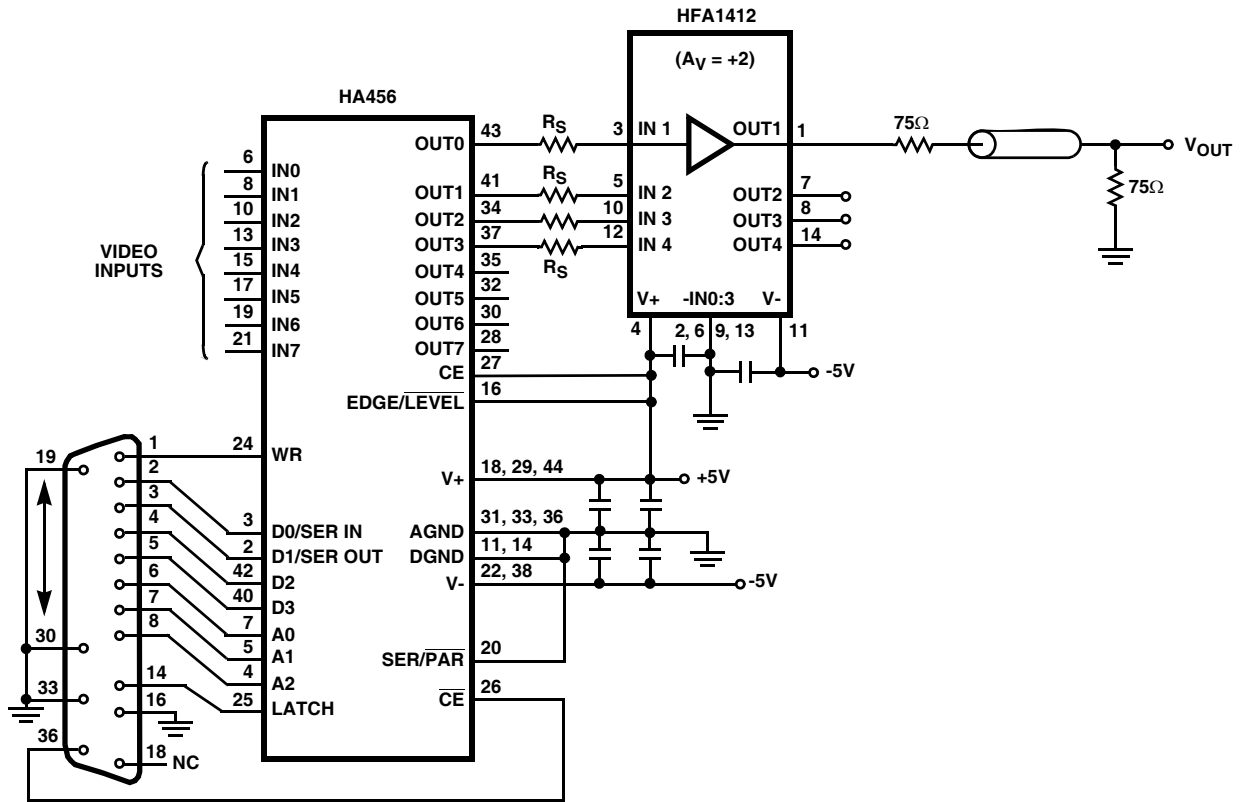 HFA1412
(AV = +2)
HA456
OUT0
43
RS
3
IN 1
OUT1
1
75Ω
VOUT
75Ω
6
IN0
8
IN1
10
IN2
13
IN3
15
IN4
17
IN5
19
IN6
21
IN7
VIDEO
INPUTS
OUT1
41
RS
5
IN 2
OUT2
7
OUT2
34
10
IN 3
OUT3
8
OUT3
37
RS
12
IN 4
OUT4
14
OUT4
35
OUT5
32
OUT6
30
OUT7
28
V+
-IN0:3
V-
4
2, 6
9, 13
11
-5V
CE
27
EDGE/LEVEL
16
V+
18, 29, 44
+5V
AGND
31, 33, 36
DGND
11, 14
V-
22, 38
-5V
SER/PAR
20
CE
26
19
30
33
36
1
24
WR
2
3
D0/SER IN
3
2
D1/SER OUT
4
42
D2
5
40
D3
6
7
A0
7
5
A1
8
4
A2
14
25
LATCH
16
18
NC